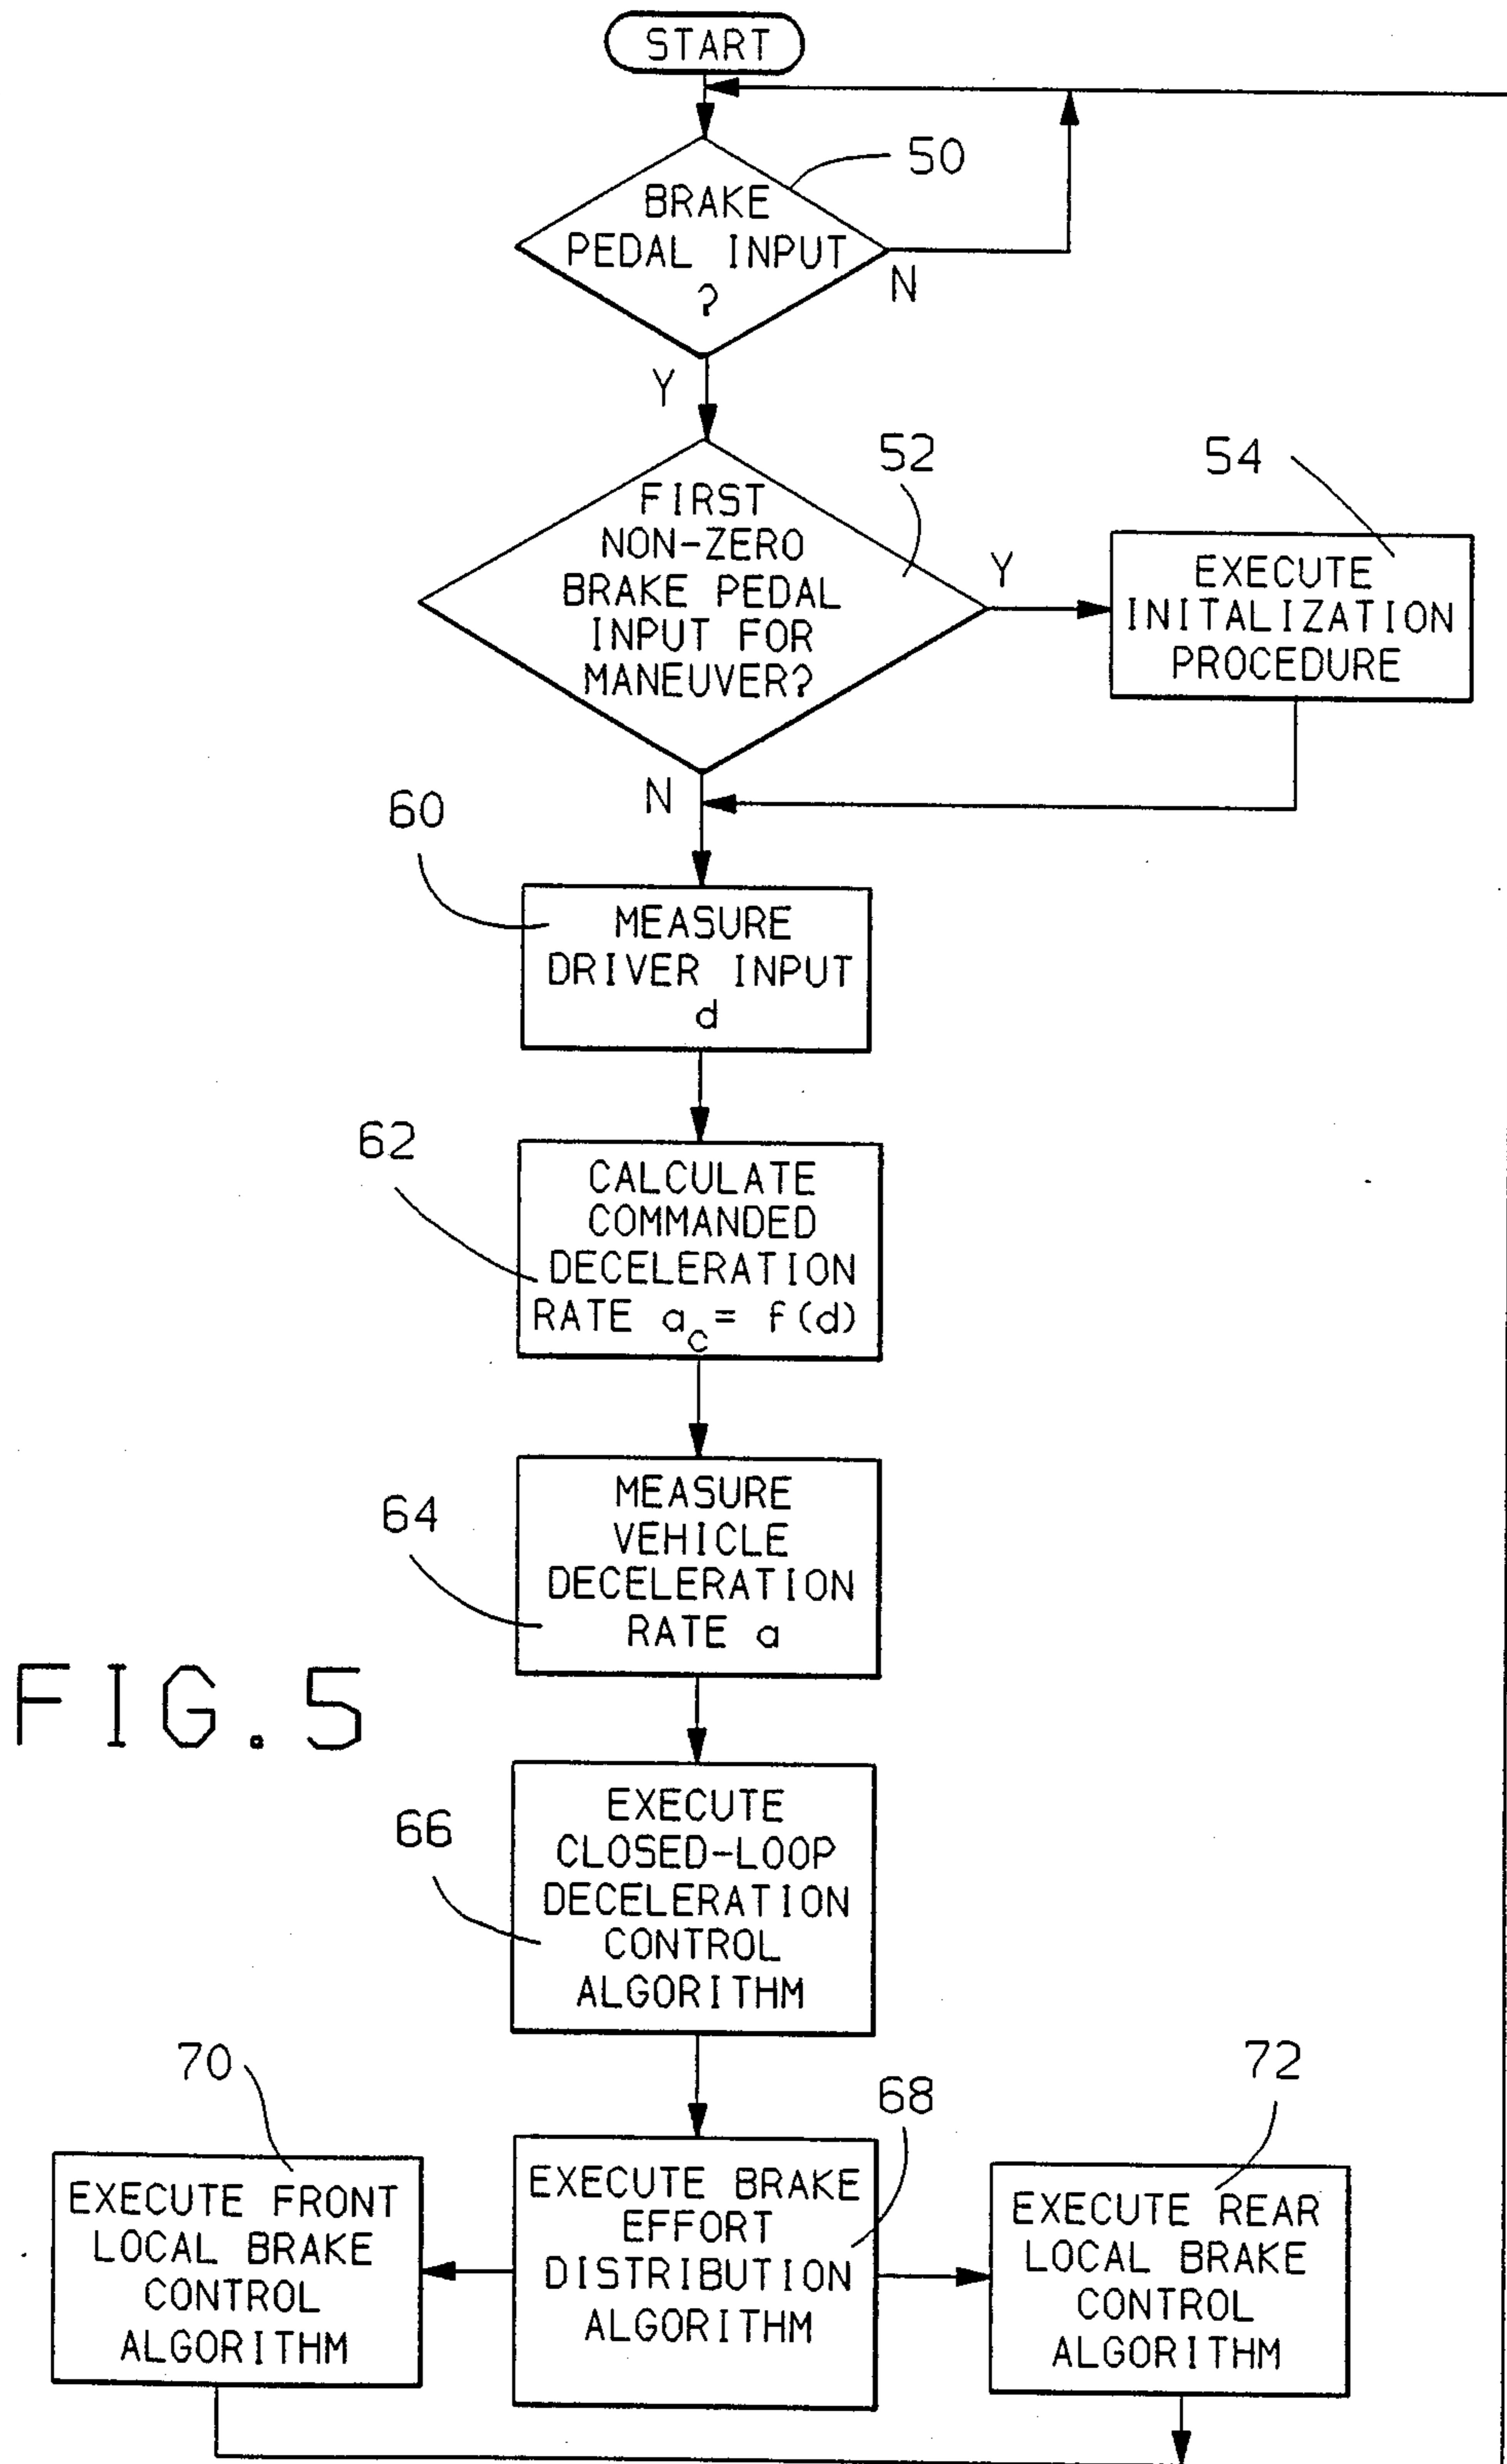 START
50
BRAKE
PEDAL INPUT
?
N
Y
52
FIRST
NON-ZERO
BRAKE PEDAL
INPUT FOR
MANEUVER?
Y
54
EXECUTE
INITALIZATION
PROCEDURE
N
60
MEASURE
DRIVER INPUT
d
62
CALCULATE
COMMANDED
DECELERATION
RATE a_c = f(d)
64
MEASURE
VEHICLE
DECELERATION
RATE a
FIG. 5
66
EXECUTE
CLOSED-LOOP
DECELERATION
CONTROL
ALGORITHM
70
EXECUTE FRONT
LOCAL BRAKE
CONTROL
ALGORITHM
68
EXECUTE BRAKE
EFFORT
DISTRIBUTION
ALGORITHM
72
EXECUTE REAR
LOCAL BRAKE
CONTROL
ALGORITHM